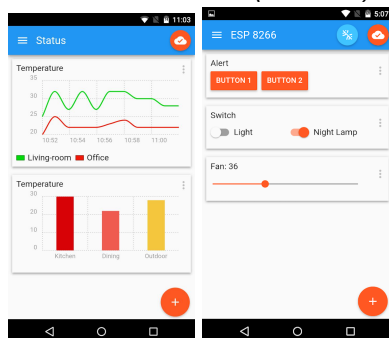 11:03
Status
Temperature
35
30
25
20
10:52 10:54 10:56 10:58 11:00
Living-room Office
Temperature
30
20
10
0
Kitchen Dining Outdoor
+
5:07
ESP 8266
Alert
BUTTON 1 BUTTON 2
Switch
Light Night Lamp
Fan: 36
+